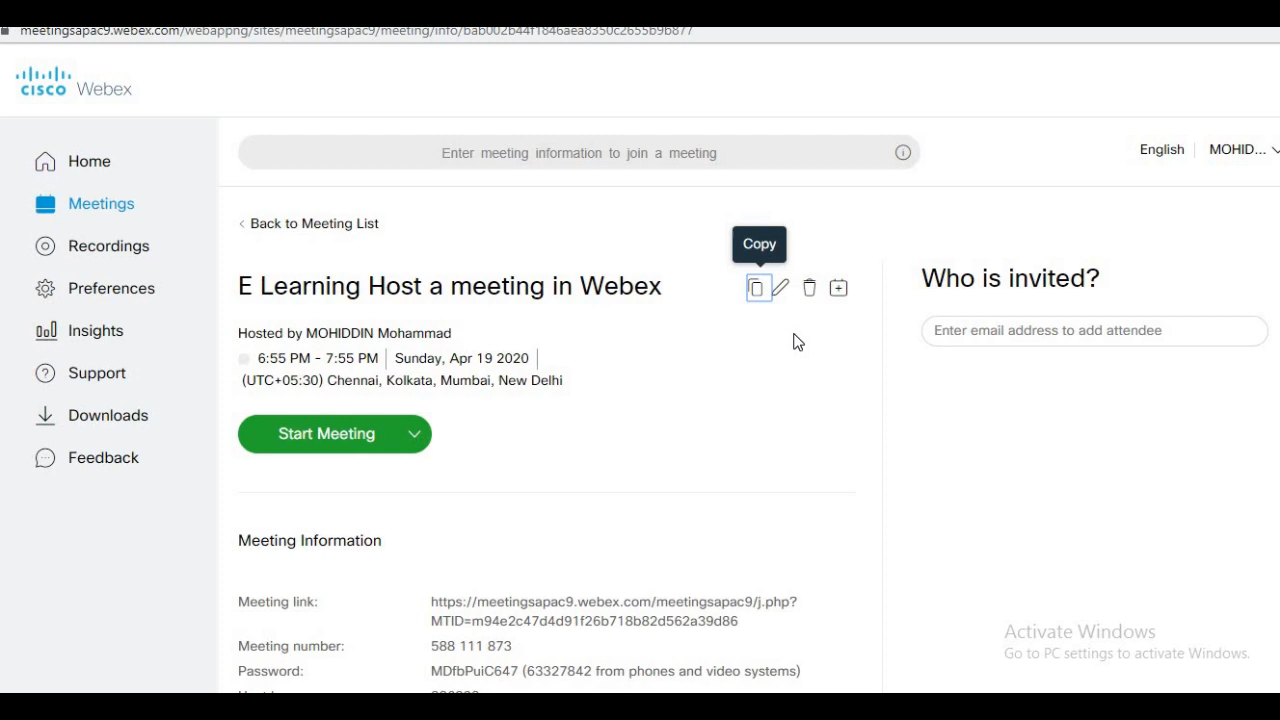 meetingsapac9.webex.com/webappng/sites/meetingsapac9/meeting/info/bab002b44f1846aea8350c2655b9b877
CISCO Webex
Enter meeting information to join a meeting
English
MOHID...
Home
Meetings
Recordings
Preferences
Insights
Support
Downloads
Feedback
< Back to Meeting List
Copy
E Learning Host a meeting in Webex
Hosted by MOHIDDIN Mohammad
6:55 PM - 7:55 PM | Sunday, Apr 19 2020 |
(UTC+05:30) Chennai, Kolkata, Mumbai, New Delhi
Start Meeting
Meeting Information
Meeting link: https://meetingsapac9.webex.com/meetingsapac9/j.php?
MTID=m94e2c47d4d91f26b718b82d562a39d86
Meeting number: 588 111 873
Password: MDfbPuiC647 (63327842 from phones and video systems)
Who is invited?
Enter email address to add attendee
Activate Windows
Go to PC settings to activate Windows.